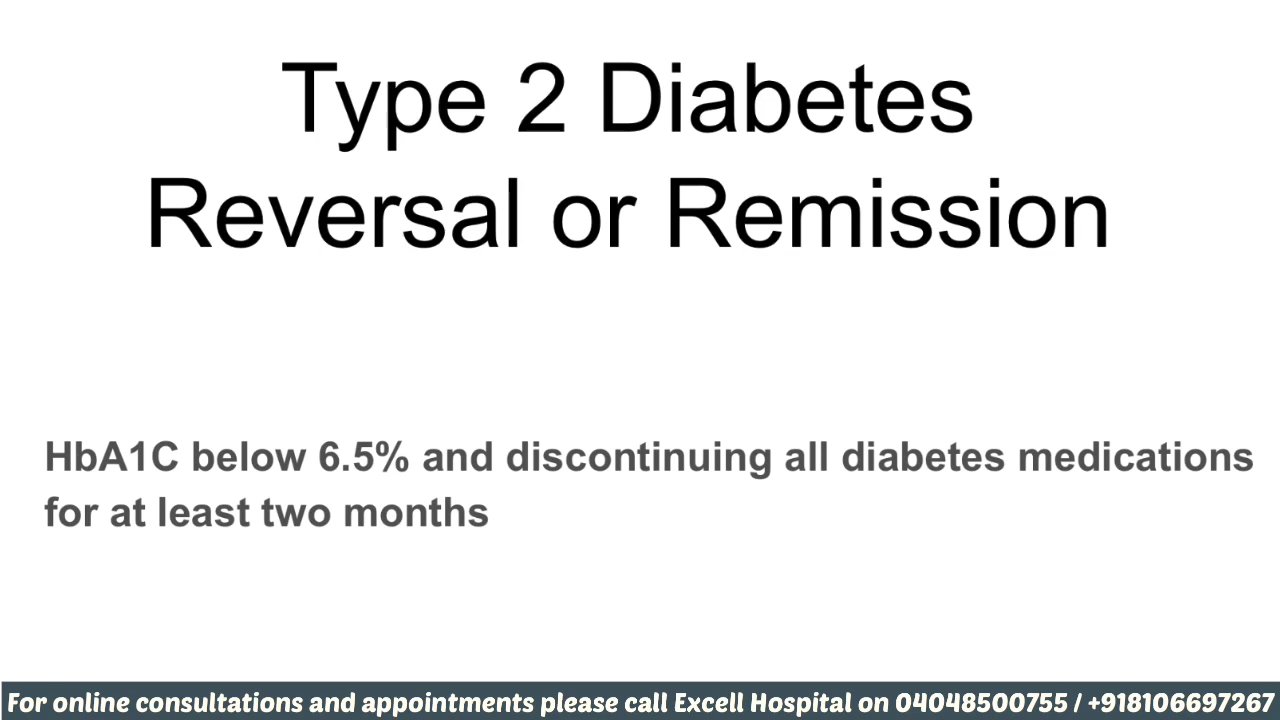 Type 2 Diabetes
Reversal or Remission
HbA1C below 6.5% and discontinuing all diabetes medications
for at least two months
For online consultations and appointments please call Excell Hospital on 04048500755 / +918106697267